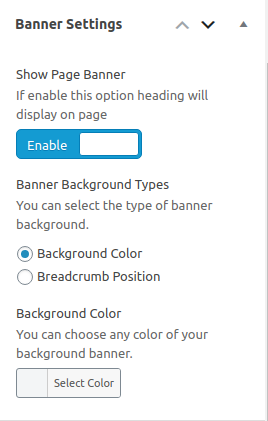 Banner Settings
Show Page Banner
If enable this option heading will
display on page
Enable
Banner Background Types
You can select the type of banner
background.
Background Color
Breadcrumb Position
Background Color
You can choose any color of your
background banner.
Select Color